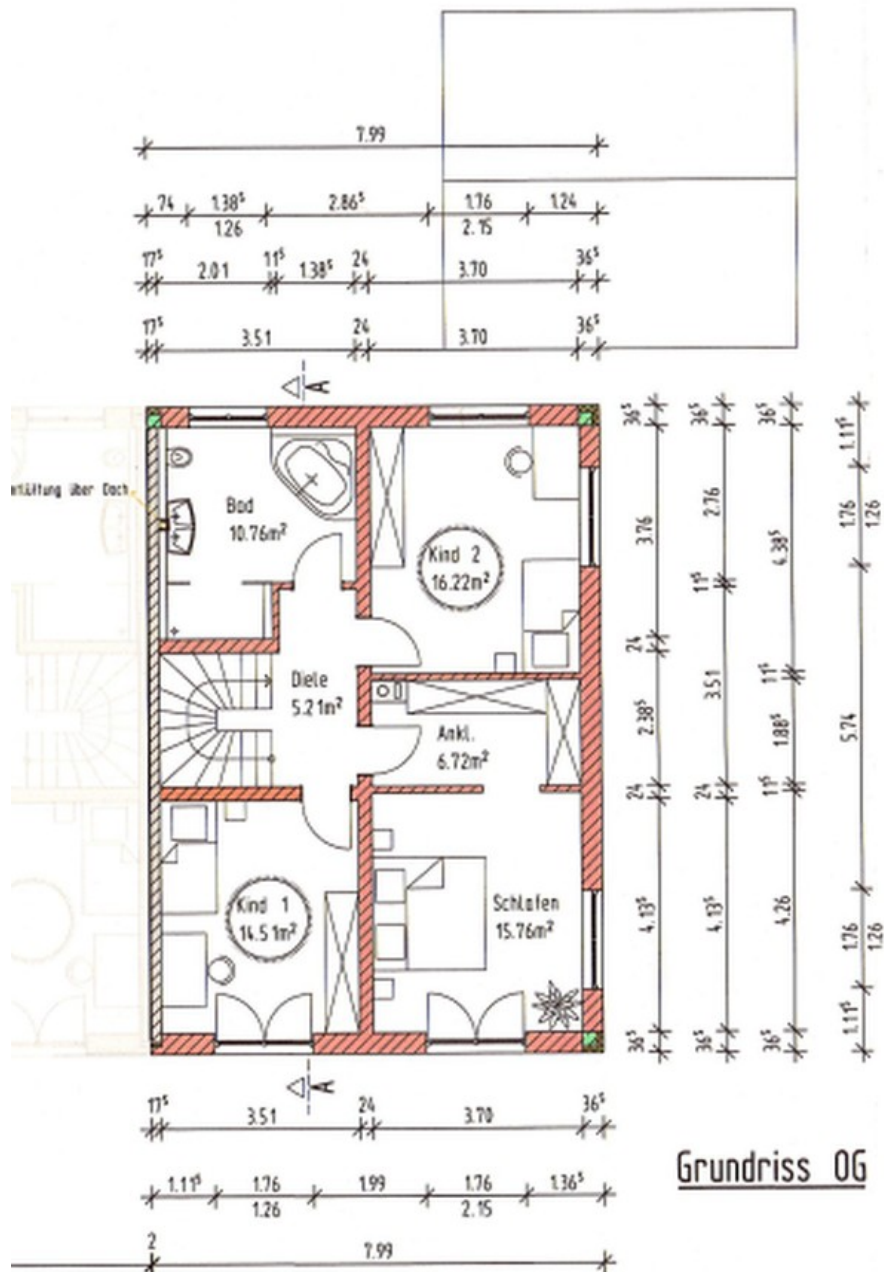 7.99
74 1.38⁵ 2.86⁵ 1.76 1.24
1.26 2.15
17⁵ 11⁵ 24 36⁵
2.01 1.38⁵ 3.70
17⁵ 24 36⁵
3.51 3.70
A
Bad
10.76m²
Kind 2
16.22m²
Diele
5.21m²
Ankl.
6.72m²
Kind 1
14.51m²
Schlafen
15.76m²
über Dach
36⁵ 3.76 24 2.38⁵ 24 4.13⁵ 36⁵
36⁵ 2.76 11⁵ 3.51 24 4.13⁵ 36⁵
36⁵ 4.38⁵ 11⁵ 1.88⁵ 11⁵ 4.26 36⁵
1.11⁵ 1.76 5.74 1.76 1.11⁵
1.26 1.26
A
17⁵ 24 36⁵
3.51 3.70
1.11⁵ 1.76 1.99 1.76 1.36⁵
1.26 2.15
2 7.99
Grundriss OG